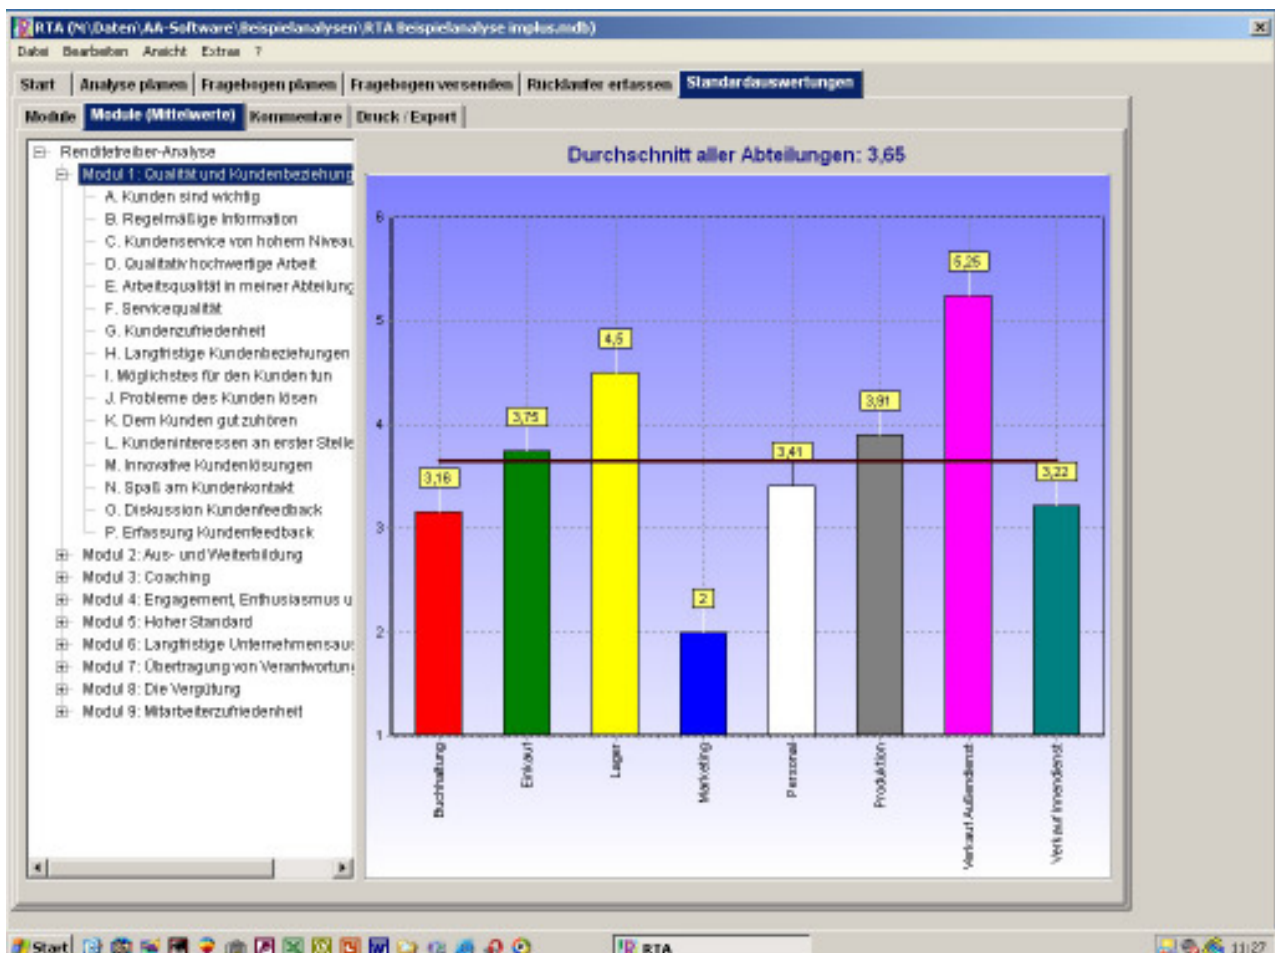 RTA (N:\Daten\AA-Software\Beispielanalysen\RTA Beispielanalyse implus.mdb)
Datei Bearbeiten Ansicht Extras ?
Start Analyse planen Fragebogen planen Fragebogen versenden Rückläufer erfassen Standardauswertungen
Module Module (Mittelwerte) Kommentare Druck / Export
Renditetreiber-Analyse
Modul 1: Qualität und Kundenbeziehung
A. Kunden sind wichtig
B. Regelmäßige Information
C. Kundenservice von hohem Niveau
D. Qualitativ hochwertige Arbeit
E. Arbeitsqualität in meiner Abteilung
F. Servicequalität
G. Kundenzufriedenheit
H. Langfristige Kundenbeziehungen
I. Möglichstes für den Kunden tun
J. Probleme des Kunden lösen
K. Dem Kunden gut zuhören
L. Kundeninteressen an erster Stelle
M. Innovative Kundenlösungen
N. Spaß am Kundenkontakt
O. Diskussion Kundenfeedback
P. Erfassung Kundenfeedback
Modul 2: Aus- und Weiterbildung
Modul 3: Coaching
Modul 4: Engagement, Enthusiasmus u
Modul 5: Hoher Standard
Modul 6: Langfristige Unternehmensaus
Modul 7: Übertragung von Verantwortung
Modul 8: Die Vergütung
Modul 9: Mitarbeiterzufriedenheit
Durchschnitt aller Abteilungen: 3,65
6
5
4
3
2
1
3,16
3,75
4,5
2
3,41
3,91
5,25
3,22
Buchhaltung
Einkauf
Lager
Marketing
Personal
Produktion
Verkauf Außendienst
Verkauf Innendienst
Start
RTA
11:27